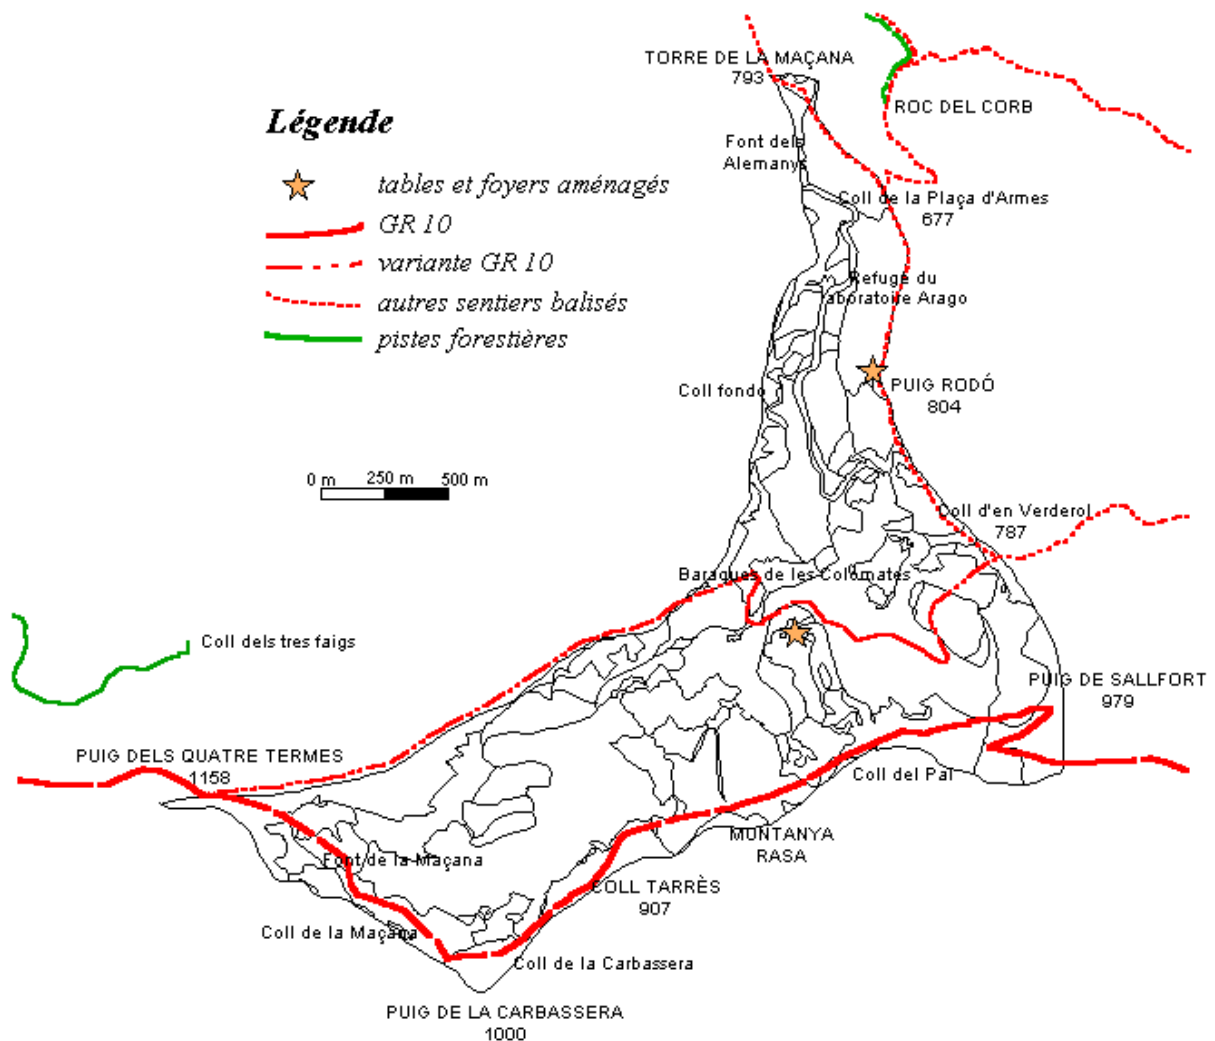 TORRE DE LA MAÇANA
793
ROC DEL CORB
Légende
Font dels
Alemanys
tables et foyers aménagés
Coll de la Plaça d'Armes
677
GR 10
variante GR 10
Refuge du
laboratoire Arago
autres sentiers balisés
pistes forestières
Coll fondo
PUIG RODÓ
804
0 m 250 m 500 m
Coll d'en Verderol
787
Baraques de les Colomates
Coll dels tres faigs
PUIG DE SALLFORT
979
PUIG DELS QUATRE TERMES
1158
Coll del Pal
MUNTANYA
RASA
Font de la Maçana
COLL TARRÈS
907
Coll de la Maçana
Coll de la Carbassera
PUIG DE LA CARBASSERA
1000